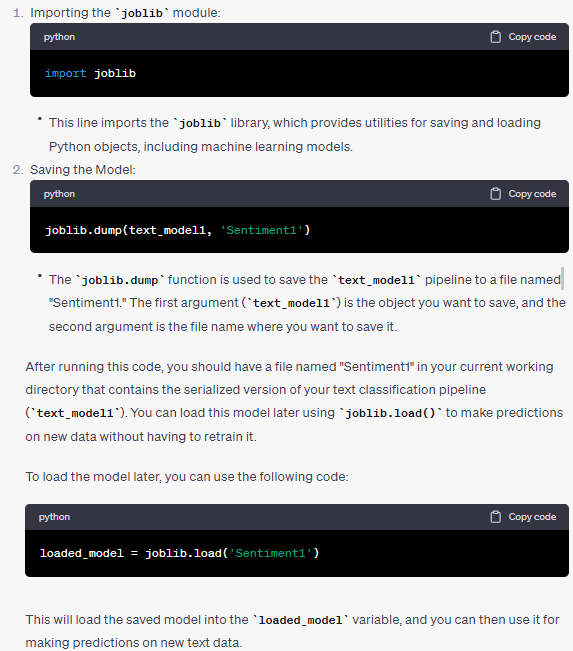 1. Importing the `joblib` module:
python Copy code
import joblib
• This line imports the `joblib` library, which provides utilities for saving and loading
Python objects, including machine learning models.
2. Saving the Model:
python Copy code
joblib.dump(text_model1, 'Sentiment1')
• The `joblib.dump` function is used to save the `text_model1` pipeline to a file named
"Sentiment1." The first argument (`text_model1`) is the object you want to save, and the
second argument is the file name where you want to save it.
After running this code, you should have a file named "Sentiment1" in your current working
directory that contains the serialized version of your text classification pipeline
(`text_model1`). You can load this model later using `joblib.load()` to make predictions
on new data without having to retrain it.
To load the model later, you can use the following code:
python Copy code
loaded_model = joblib.load('Sentiment1')
This will load the saved model into the `loaded_model` variable, and you can then use it for
making predictions on new text data.